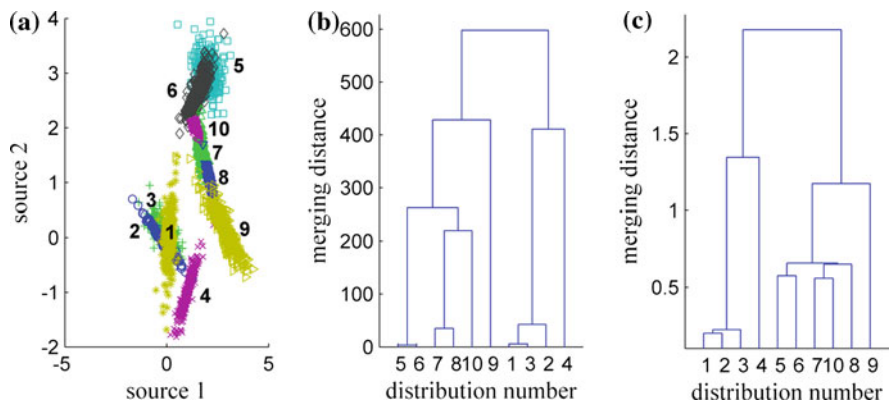 (a)
4
3
2
1
0
-1
-2
-5 0 5
source 1
source 2
5
6
10
7
8
3
2 1 9
4
(b)
600
500
400
300
200
100
0
5 6 7 8 10 9 1 3 2 4
distribution number
merging distance
(c)
2
1.5
1
0.5
1 2 3 4 5 6 7 10 8 9
distribution number
merging distance